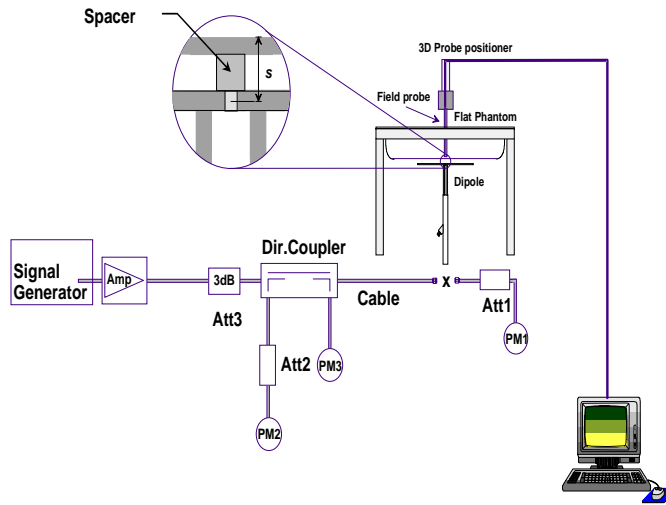 Spacer
s
3D Probe positioner
Field probe
Flat Phantom
Dipole
Dir.Coupler
Signal
Generator
Amp
3dB
Att3
Cable
x
Att1
Att2
PM1
PM3
PM2